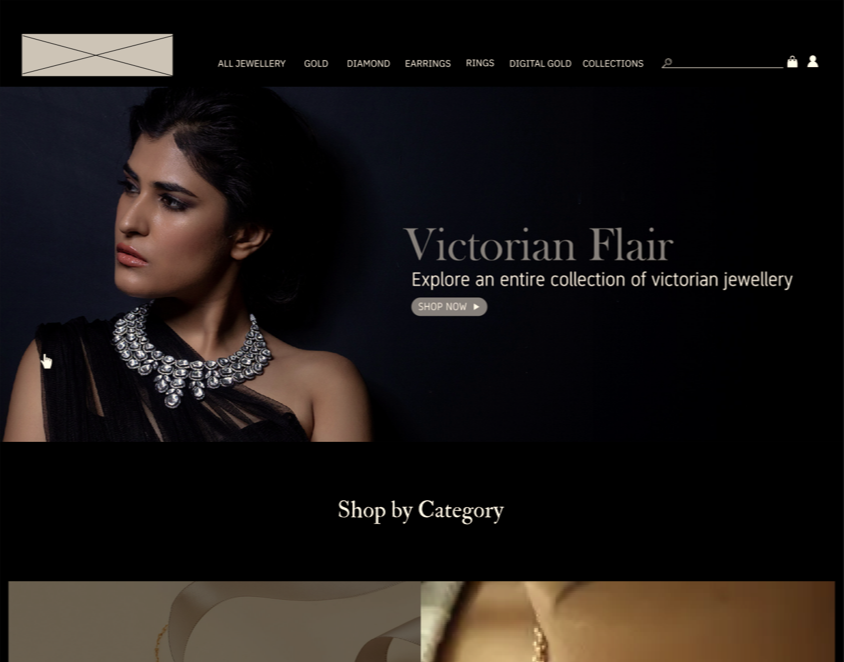 ALL JEWELLERY GOLD DIAMOND EARRINGS RINGS DIGITAL GOLD COLLECTIONS
Victorian Flair
Explore an entire collection of victorian jewellery
SHOP NOW
Shop by Category